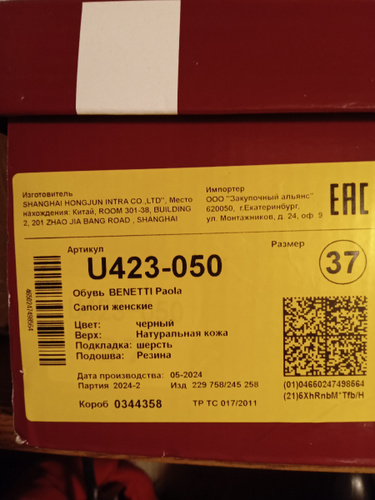 Изготовитель
SHANGHAI HONGJUN INTRA CO.,LTD". Место
нахождения: Китай, ROOM 301-38, BUILDING
2, 201 ZHAO JIA BANG ROAD , SHANGHAI
Импортер
ООО "Закупочный альянс"
620050, г.Екатеринбург,
ул. Монтажников, д. 24, оф 9
EAC
Артикул
U423-050
Размер
37
Обувь BENETTI Paola
Сапоги женские
Цвет: черный
Верх: Натуральная кожа
Подкладка: шерсть
Подошва: Резина
Дата производства: 05-2024
Партия 2024-2 Изд 229 758/245 258
Короб 0344358 ТР ТС 017/2011
(01)04660247498564
(21)5XhRnbM"Tfb/H